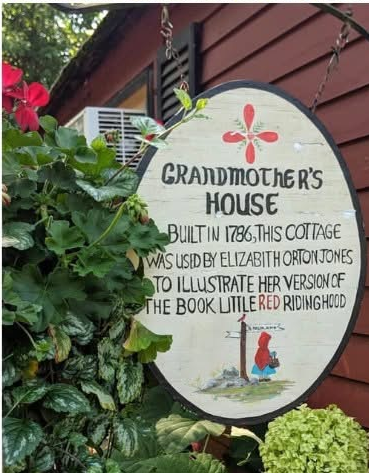 GRANDMOTHER'S
HOUSE
BUILT IN 1786, THIS COTTAGE
WAS USED BY ELIZABETH ORTON JONES
TO ILLUSTRATE HER VERSION OF
THE BOOK LITTLE RED RIDING HOOD